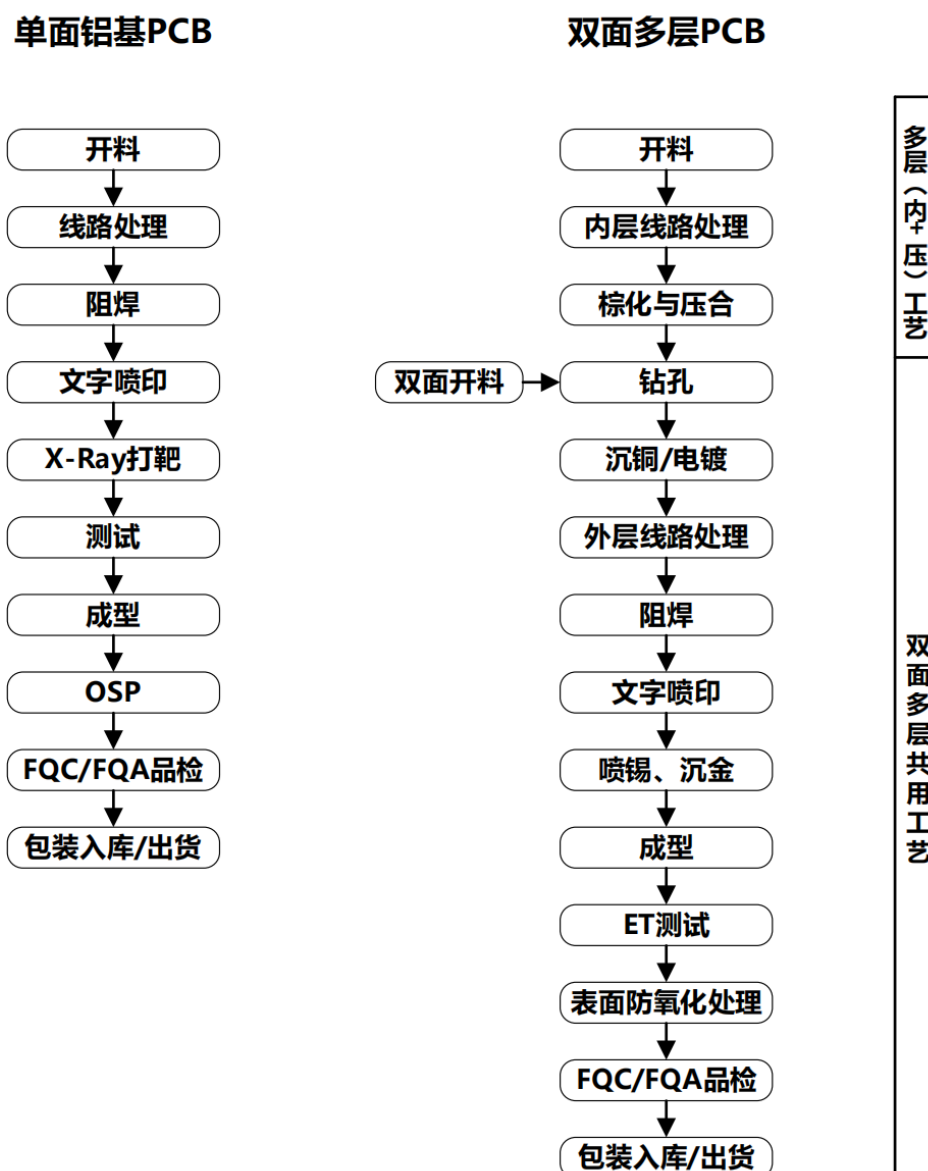 单面铝基PCB
开料
线路处理
阻焊
文字喷印
X-Ray打靶
测试
成型
OSP
FQC/FQA品检
包装入库/出货
双面多层PCB
开料
内层线路处理
棕化与压合
双面开料
钻孔
沉铜/电镀
外层线路处理
阻焊
文字喷印
喷锡、沉金
成型
ET测试
表面防氧化处理
FQC/FQA品检
包装入库/出货
多层（内+压）工艺
双面多层共用工艺